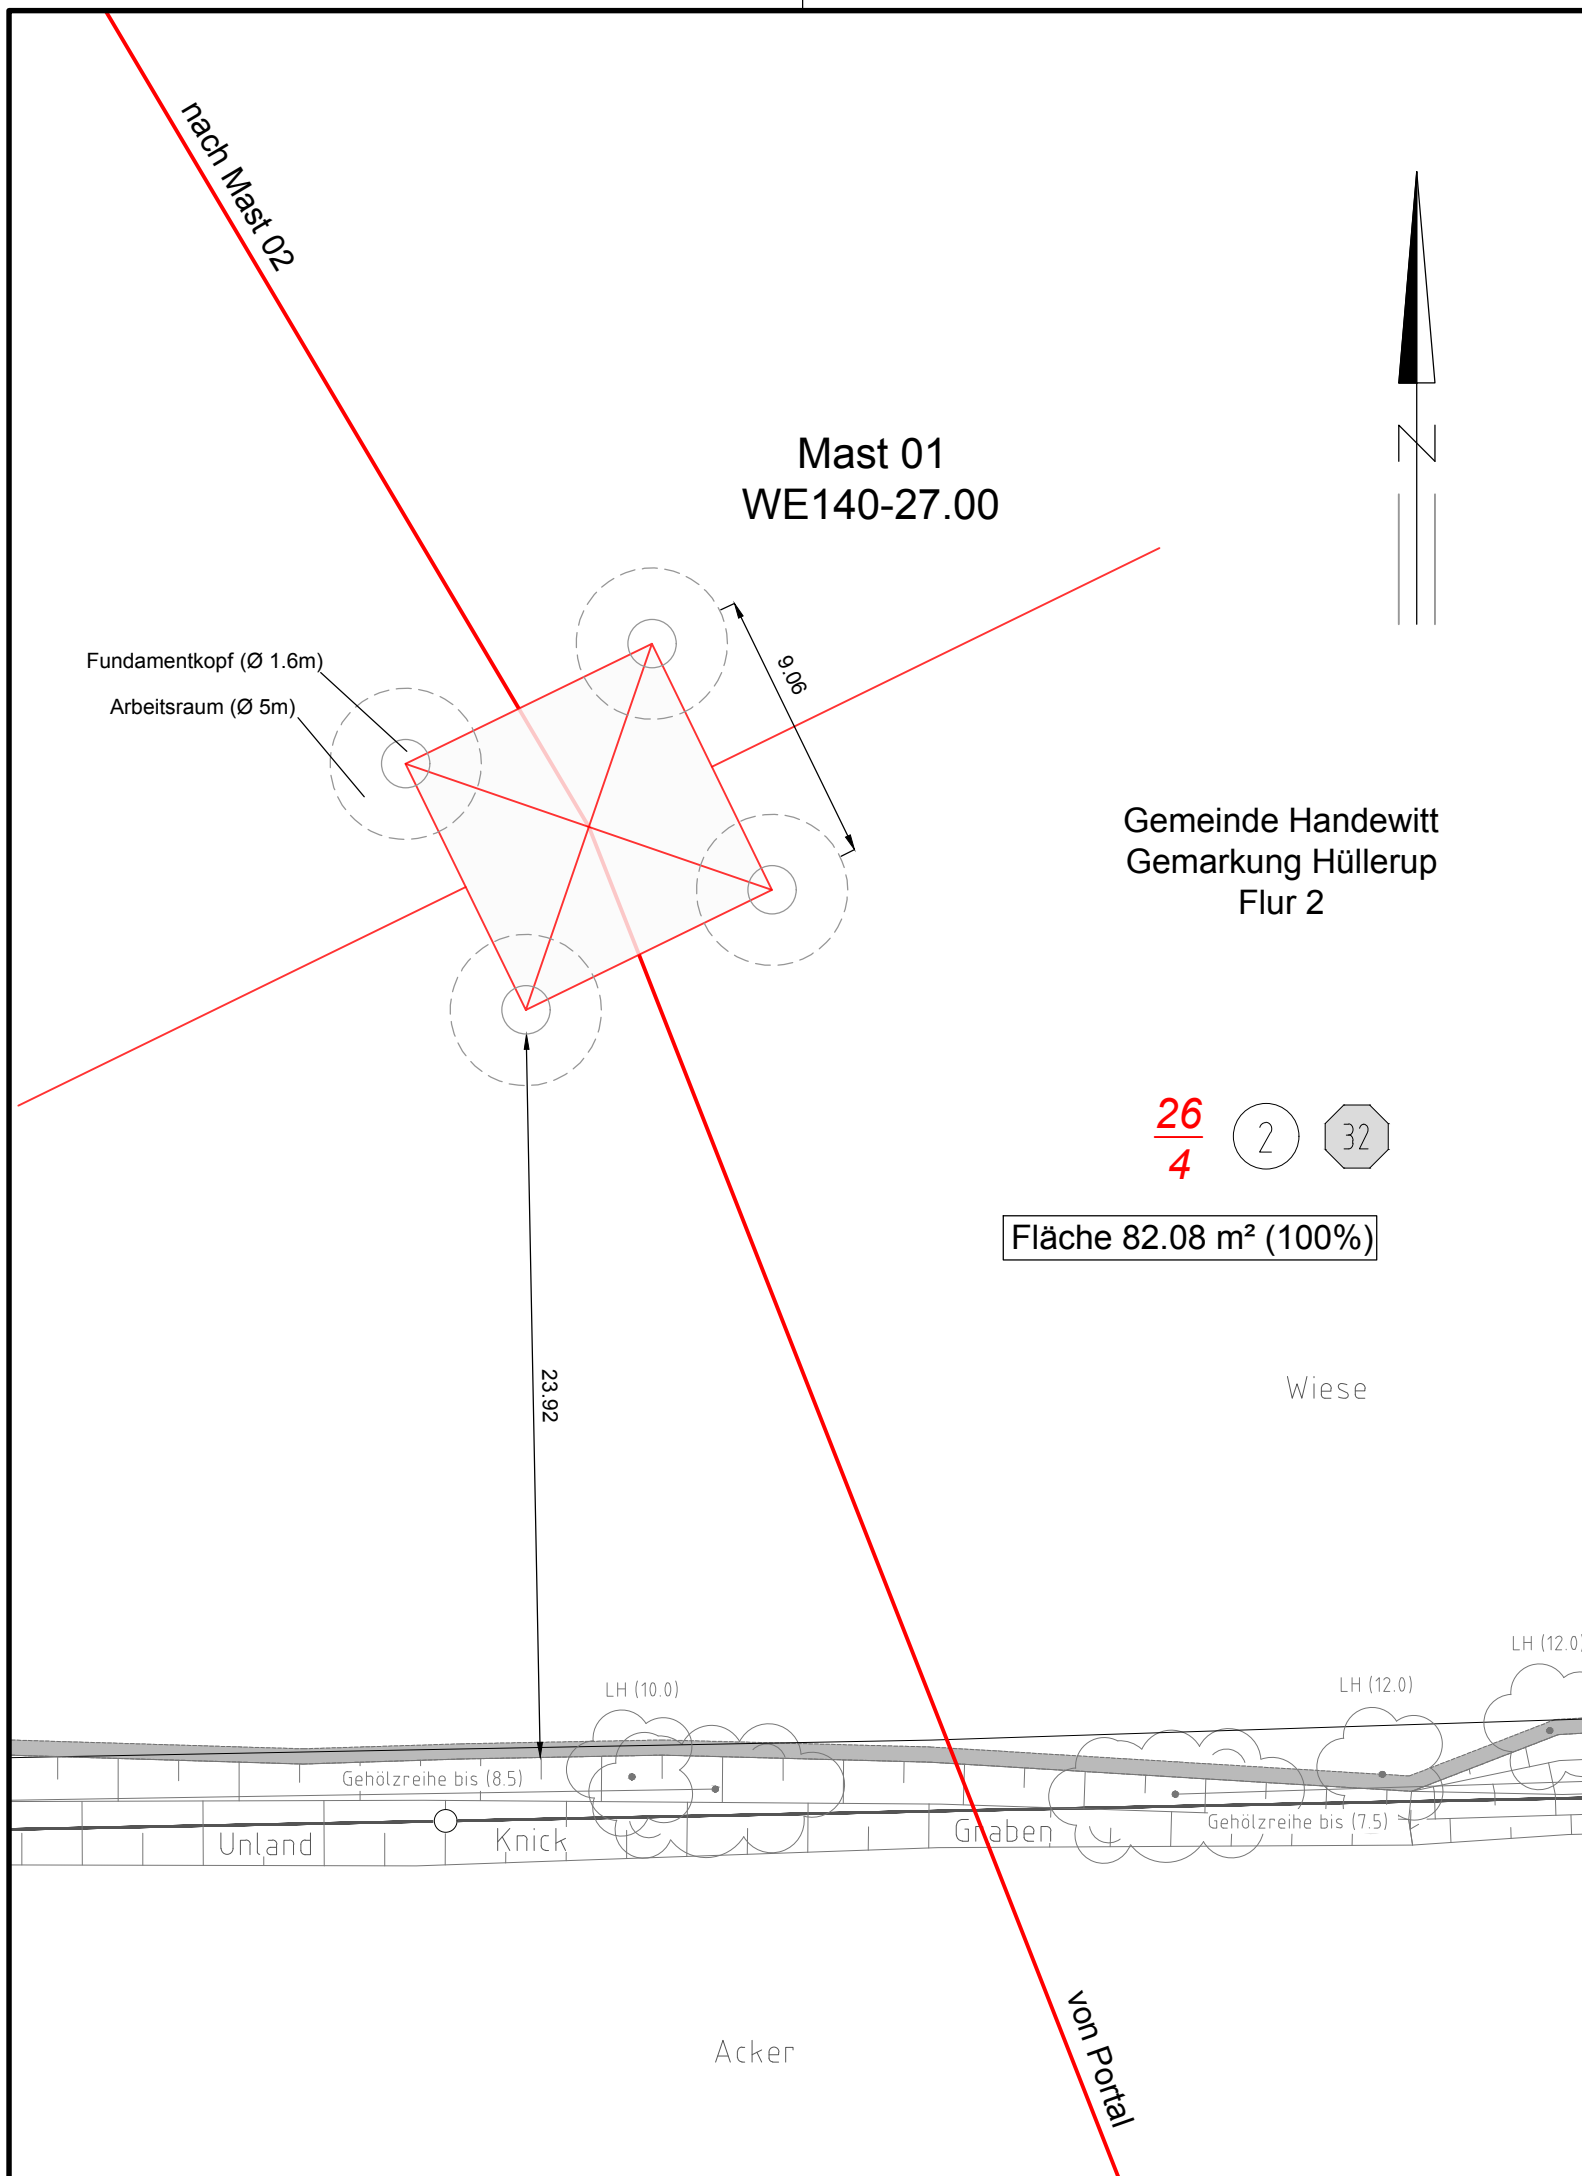 nach Mast 02
Mast 01
WE140-27.00
N
Fundamentkopf (Ø 1.6m)
Arbeitsraum (Ø 5m)
9.06
Gemeinde Handewitt
Gemarkung Hüllerup
Flur 2
26
4
2
32
Fläche 82.08 m² (100%)
23.92
Wiese
LH (12.0)
LH (12.0)
LH (10.0)
Gehölzreihe bis (8.5)
Gehölzreihe bis (7.5)
Unland
Knick
Graben
von Portal
Acker